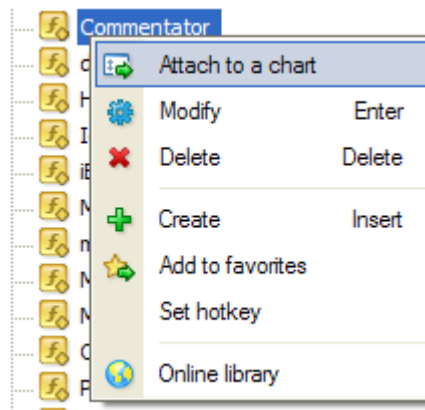 Commentator
Attach to a chart
Modify Enter
Delete Delete
Create Insert
Add to favorites
Set hotkey
Online library